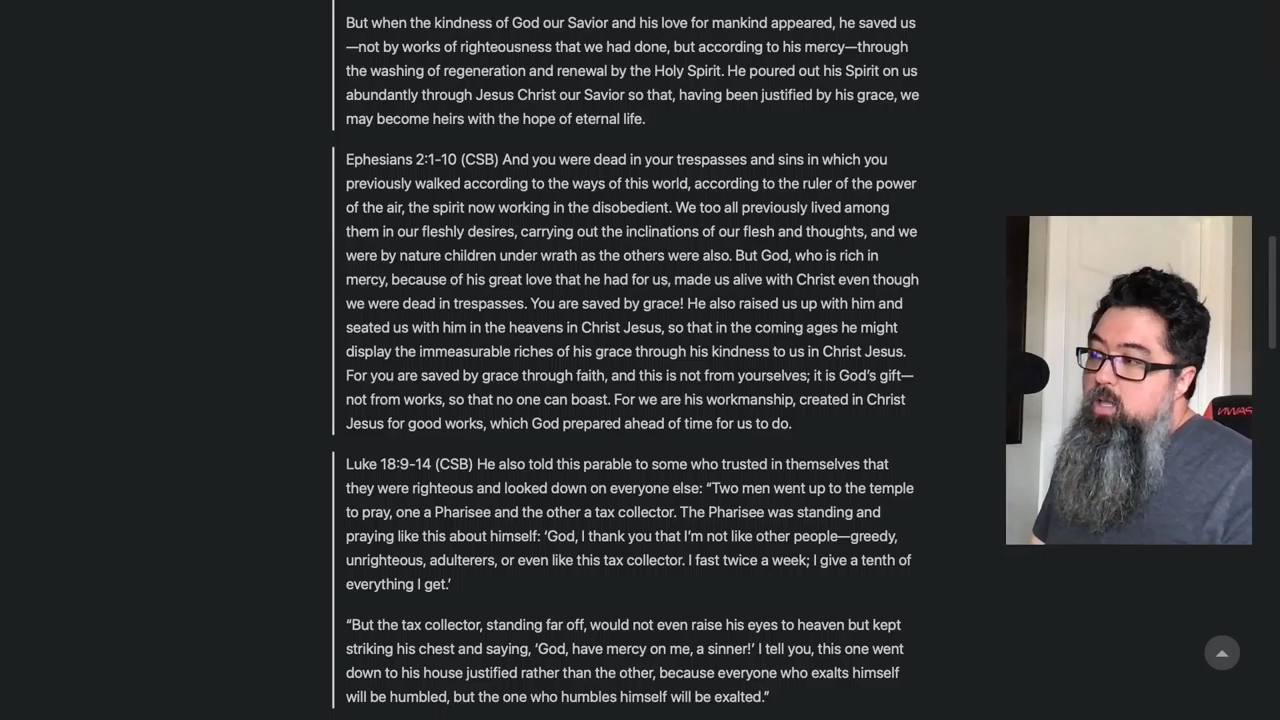 But when the kindness of God our Savior and his love for mankind appeared, he saved us
—not by works of righteousness that we had done, but according to his mercy—through
the washing of regeneration and renewal by the Holy Spirit. He poured out his Spirit on us
abundantly through Jesus Christ our Savior so that, having been justified by his grace, we
may become heirs with the hope of eternal life.
Ephesians 2:1-10 (CSB) And you were dead in your trespasses and sins in which you
previously walked according to the ways of this world, according to the ruler of the power
of the air, the spirit now working in the disobedient. We too all previously lived among
them in our fleshly desires, carrying out the inclinations of our flesh and thoughts, and we
were by nature children under wrath as the others were also. But God, who is rich in
mercy, because of his great love that he had for us, made us alive with Christ even though
we were dead in trespasses. You are saved by grace! He also raised us up with him and
seated us with him in the heavens in Christ Jesus, so that in the coming ages he might
display the immeasurable riches of his grace through his kindness to us in Christ Jesus.
For you are saved by grace through faith, and this is not from yourselves; it is God’s gift—
not from works, so that no one can boast. For we are his workmanship, created in Christ
Jesus for good works, which God prepared ahead of time for us to do.
Luke 18:9-14 (CSB) He also told this parable to some who trusted in themselves that
they were righteous and looked down on everyone else: “Two men went up to the temple
to pray, one a Pharisee and the other a tax collector. The Pharisee was standing and
praying like this about himself: ‘God, I thank you that I’m not like other people—greedy,
unrighteous, adulterers, or even like this tax collector. I fast twice a week; I give a tenth of
everything I get.’
“But the tax collector, standing far off, would not even raise his eyes to heaven but kept
striking his chest and saying, ‘God, have mercy on me, a sinner!’ I tell you, this one went
down to his house justified rather than the other, because everyone who exalts himself
will be humbled, but the one who humbles himself will be exalted.”